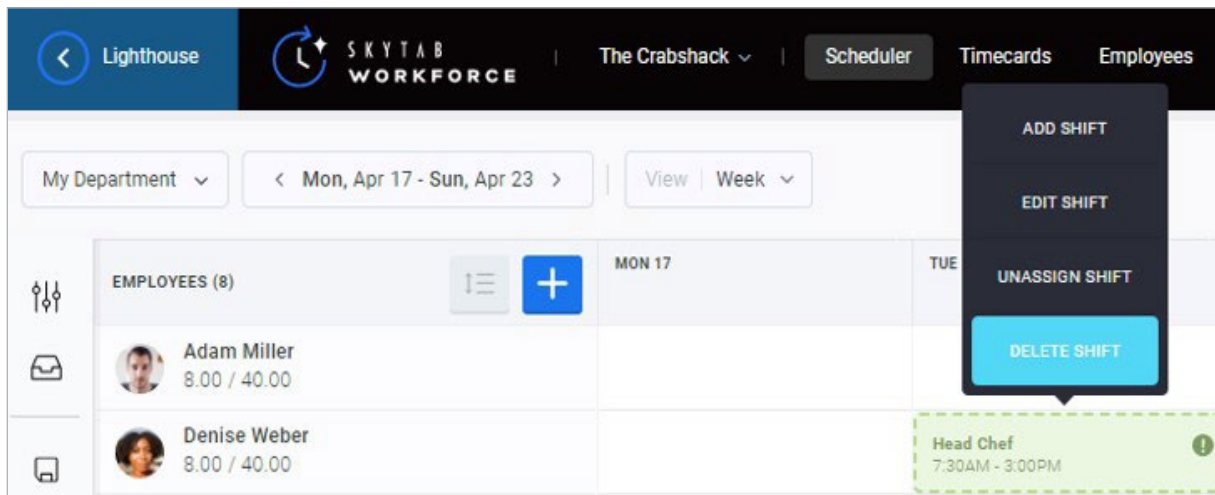 Lighthouse
SKYTAB
WORKFORCE
The Crabshack
Scheduler
Timecards
Employees
ADD SHIFT
EDIT SHIFT
UNASSIGN SHIFT
DELETE SHIFT
My Department
Mon, Apr 17 - Sun, Apr 23
View Week
EMPLOYEES (8)
MON 17
TUE
Adam Miller
8.00 / 40.00
Denise Weber
8.00 / 40.00
Head Chef
7:30AM - 3:00PM